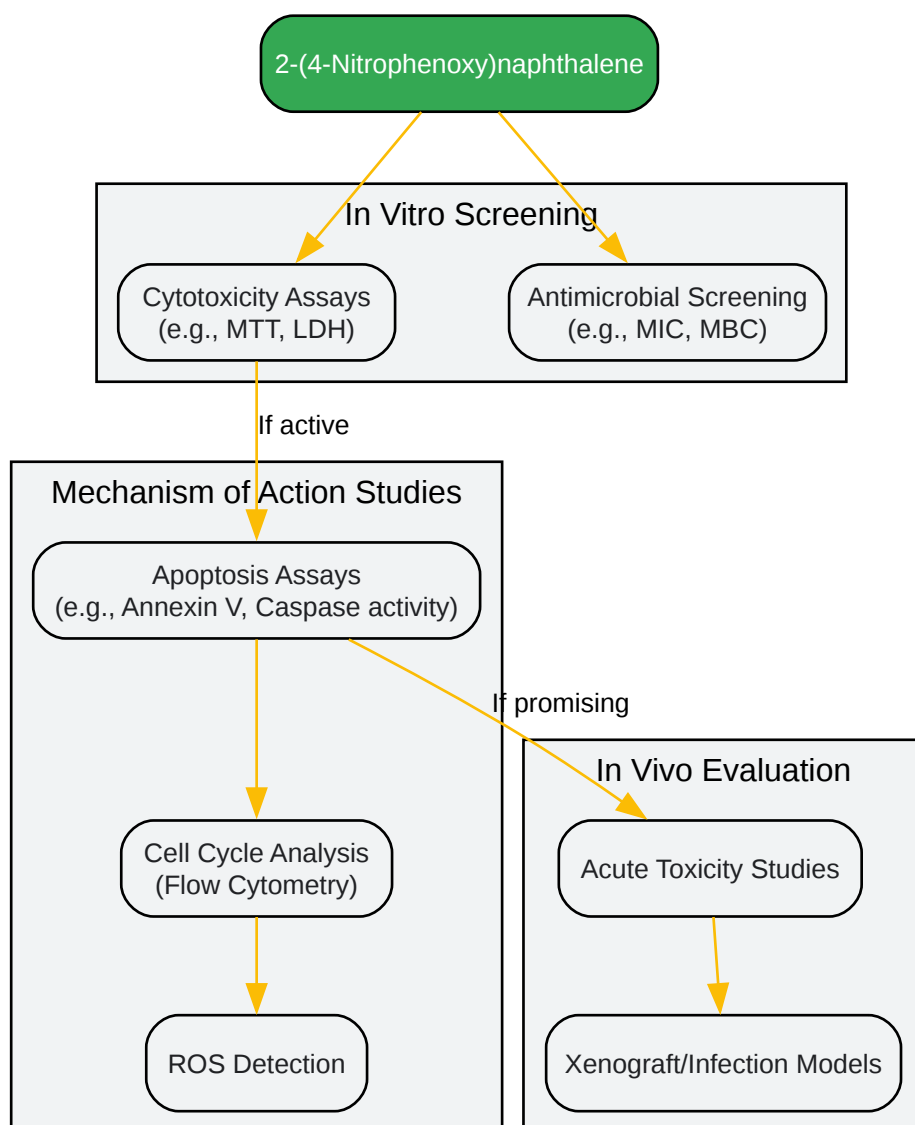 2-(4-Nitrophenoxy)naphthalene
In Vitro Screening
Cytotoxicity Assays
(e.g., MTT, LDH)
Antimicrobial Screening
(e.g., MIC, MBC)
If active
Mechanism of Action Studies
Apoptosis Assays
(e.g., Annexin V, Caspase activity)
If promising
In Vivo Evaluation
Cell Cycle Analysis
(Flow Cytometry)
Acute Toxicity Studies
ROS Detection
Xenograft/Infection Models